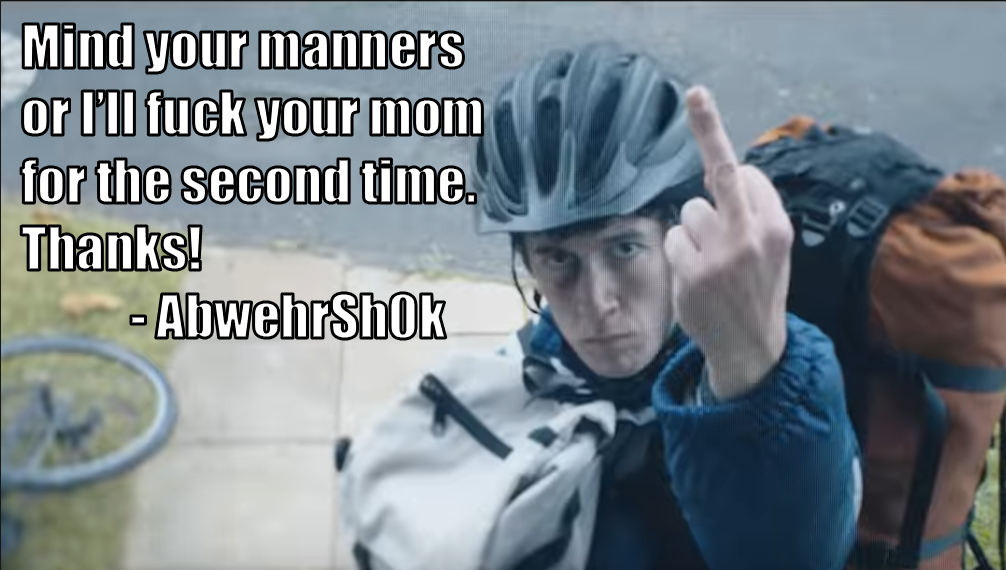 Mind your manners
or I'll fuck your mom
for the second time.
Thanks!
- AbwehrSh0k